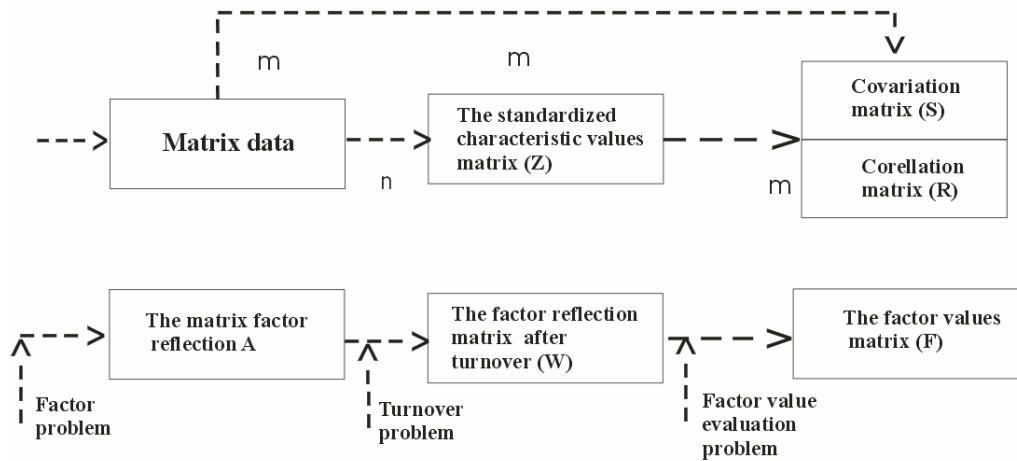 m
m
Matrix data
The standardized
characteristic values
matrix (Z)
Covariation
matrix (S)
Corellation
matrix (R)
n
m
The matrix factor
reflection A
The factor reflection
matrix after
turnover (W)
The factor values
matrix (F)
Factor
problem
Turnover
problem
Factor value
evaluation
problem